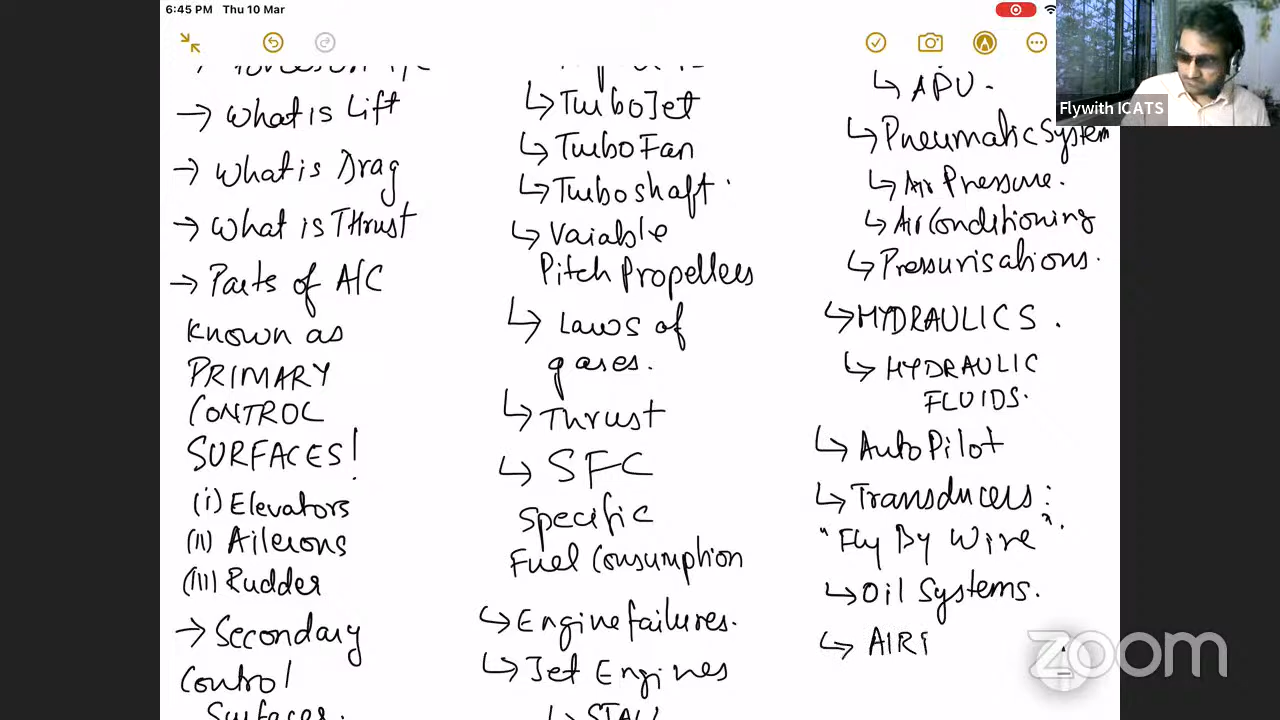 6:45 PM Thu 10 Mar
Flywith ICATS
→ What is Lift
→ What is Drag
→ What is THrust
→ Parts of A/C
Known as
PRIMARY
CONTROL
SURFACES!
(i) Elevators
(ii) Ailerons
(iii) Rudder
→ Secondary
Control
Surfaces.
↳ TurboJet
↳ TurboFan
↳ Turboshaft.
↳ Vaiable
Pitch Propellers
↳ Laws of
gases.
↳ Thrust
↳ SFC
Specific
Fuel Consumption
↳ Engine failures.
↳ Jet Engines
↳ STALL
↳ APU.
↳ Pneumatic System
↳ Air Pressure.
↳ Air Conditioning
↳ Pressurisations.
↳ HYDRAULICS.
↳ HYDRAULIC
FLUIDS.
↳ AutoPilot
↳ Transducers:
"Fly By Wire".
↳ Oil Systems.
↳ AIR
zoom